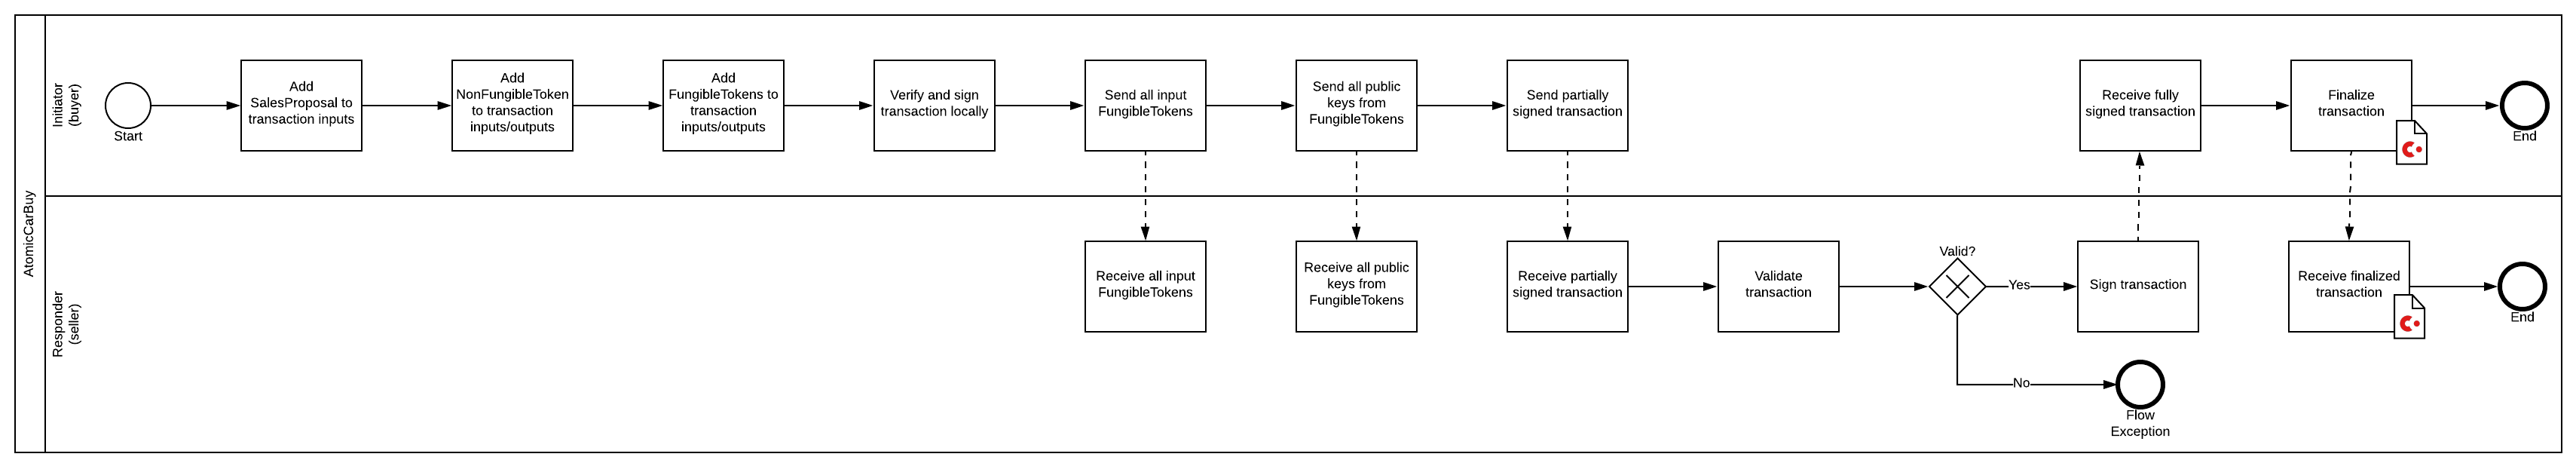 AtomicCarBuy
Initiator
(buyer)
Start
Add
SalesProposal to
transaction inputs
Add
NonFungibleToken
to transaction
inputs/outputs
Add
FungibleTokens to
transaction
inputs/outputs
Verify and sign
transaction locally
Send all input
FungibleTokens
Send all public
keys from
FungibleTokens
Send partially
signed transaction
Receive fully
signed transaction
Finalize
transaction
End
Responder
(seller)
Receive all input
FungibleTokens
Receive all public
keys from
FungibleTokens
Receive partially
signed transaction
Validate
transaction
Valid?
Yes
Sign transaction
Receive finalized
transaction
End
No
Flow
Exception